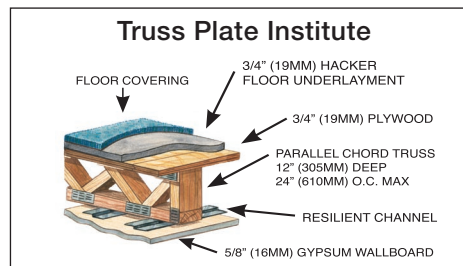 Truss Plate Institute
3/4” (19MM) HACKER
FLOOR UNDERLAYMENT
FLOOR COVERING
3/4” (19MM) PLYWOOD
PARALLEL CHORD TRUSS
12” (305MM) DEEP
24” (610MM) O.C. MAX
RESILIENT CHANNEL
5/8” (16MM) GYPSUM WALLBOARD